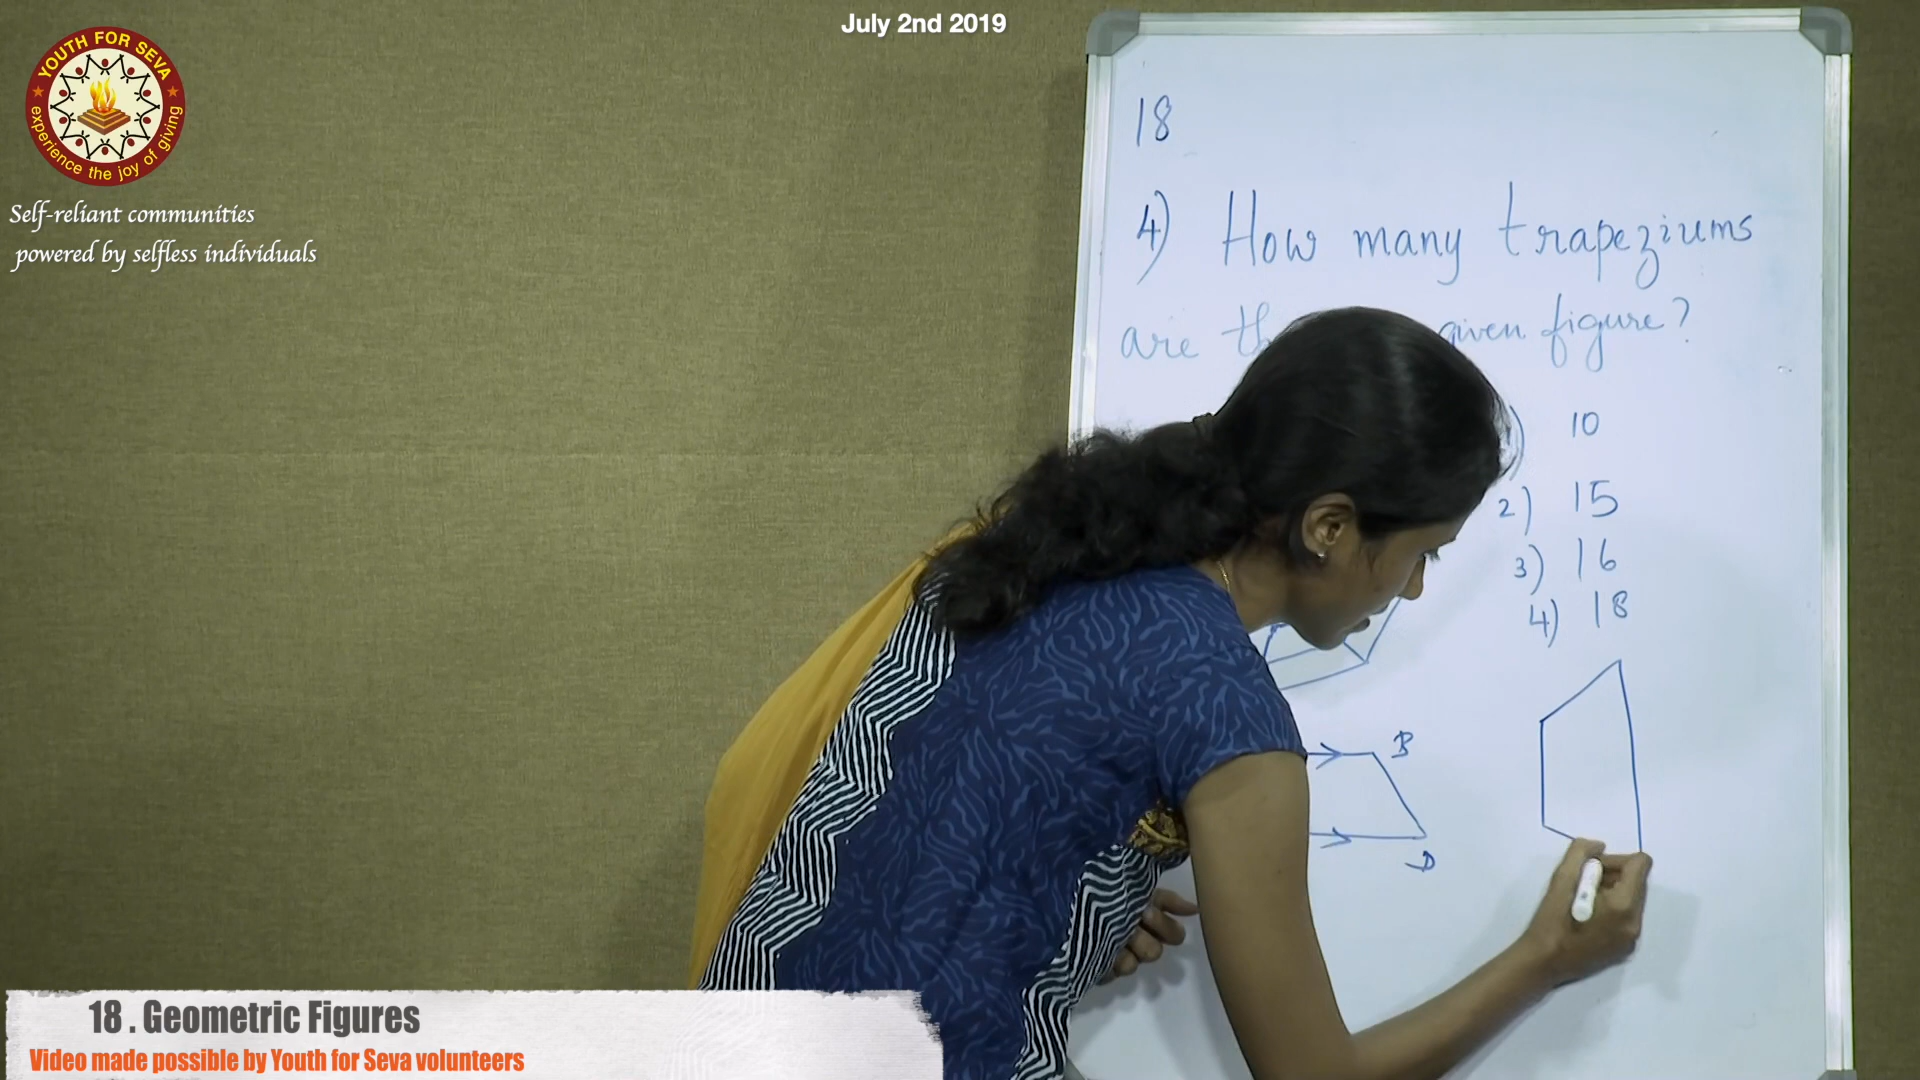 July 2nd 2019
YOUTH FOR SEVA
experience the joy of giving
Self-reliant communities
powered by selfless individuals
18
4) How many trapeziums
are given figure?
10
2) 15
3) 16
4) 18
B
D
18 . Geometric Figures
Video made possible by Youth for Seva volunteers